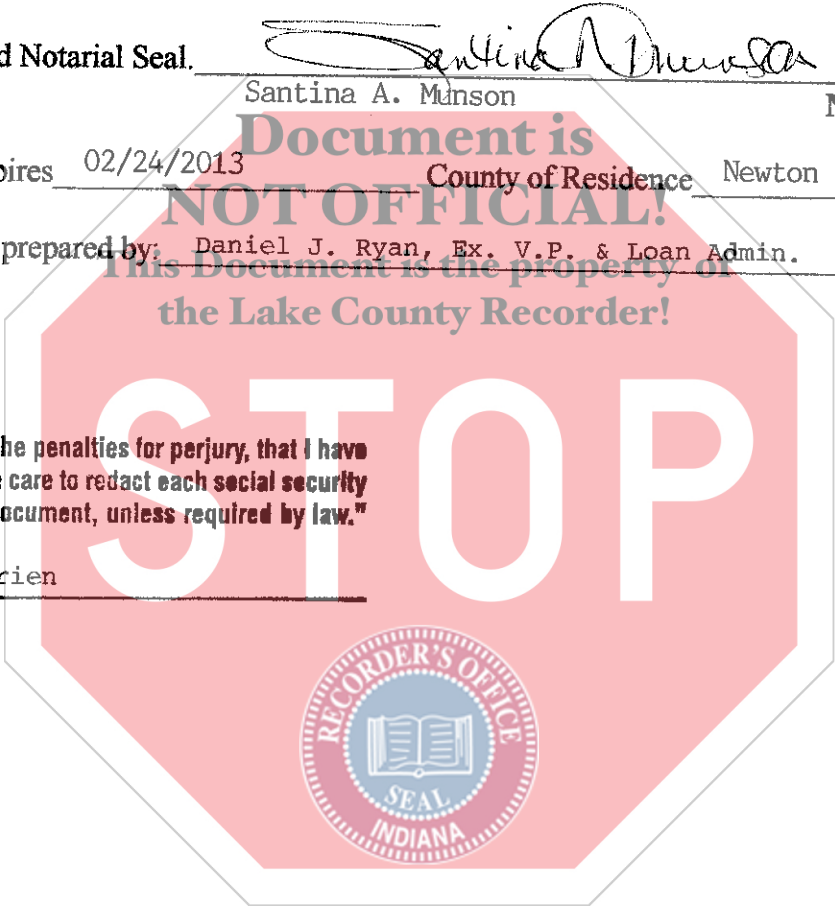 d Notarial Seal. Santina A. Munson
Santina A. Munson
Document is
pires 02/24/2013 County of Residence Newton
NOT OFFICIAL!
prepared by: Daniel J. Ryan, Ex. V.P. & Loan Admin.
This Document is the property of
the Lake County Recorder!
STOP
he penalties for perjury, that I have
care to redact each social security
ocument, unless required by law."
rien
RECORDER'S OFFICE
SEAL
INDIANA